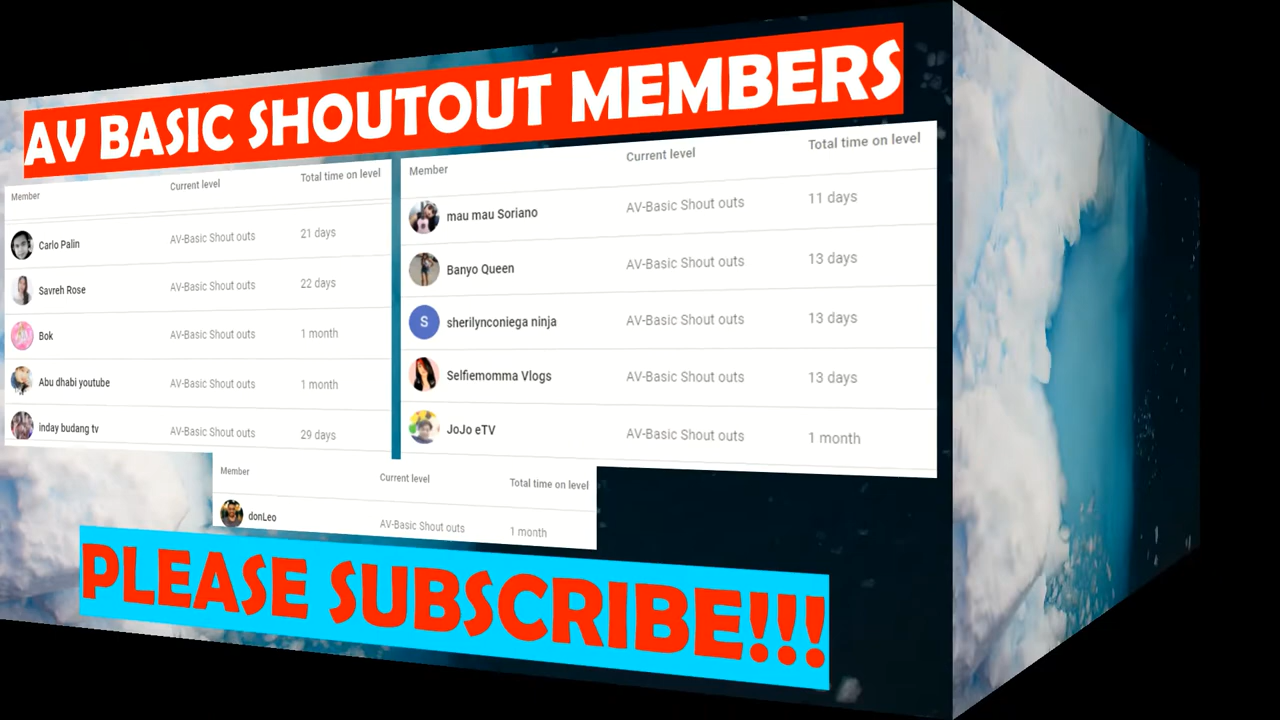 AV BASIC SHOUTOUT MEMBERS
Member Current level Total time on level
Carlo Palin AV-Basic Shout outs 21 days
Savreh Rose AV-Basic Shout outs 22 days
Bok AV-Basic Shout outs 1 month
Abu dhabi youtube AV-Basic Shout outs 1 month
inday budang tv AV-Basic Shout outs 29 days
Member Current level Total time on level
mau mau Soriano AV-Basic Shout outs 11 days
Banyo Queen AV-Basic Shout outs 13 days
S sherilynconiega ninja AV-Basic Shout outs 13 days
Selfiemomma Vlogs AV-Basic Shout outs 13 days
JoJo eTV AV-Basic Shout outs 1 month
Member Current level Total time on level
donLeo AV-Basic Shout outs 1 month
PLEASE SUBSCRIBE!!!